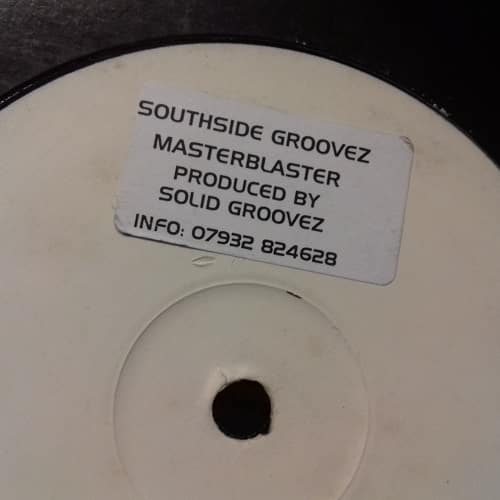 SOUTHSIDE GROOVEZ
MASTERBLASTER
PRODUCED BY
SOLID GROOVEZ
INFO: 07932 824628